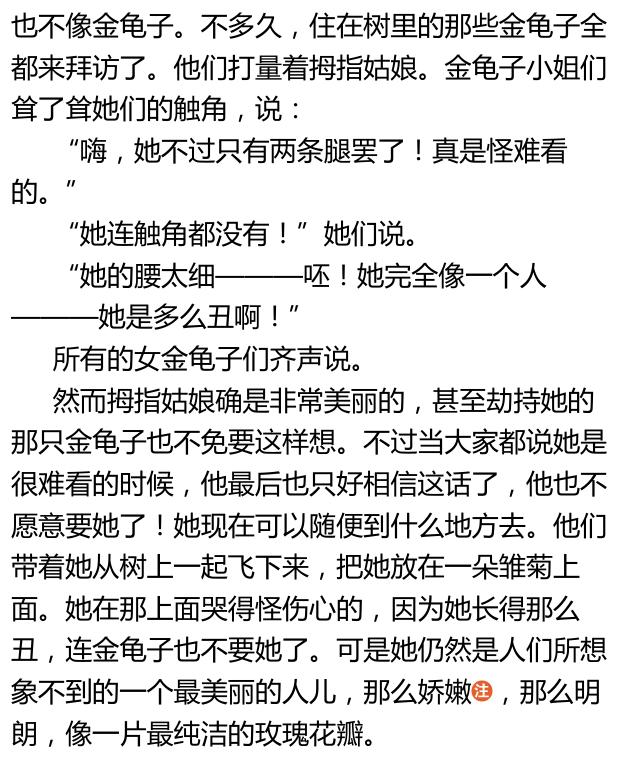 也不像金龟子。不多久，住在树里的那些金龟子全
都来拜访了。他们打量着拇指姑娘。金龟子小姐们
耸了耸她们的触角，说：
“嗨，她不过只有两条腿罢了！真是怪难看
的。”
“她连触角都没有！”她们说。
“她的腰太细———呸！她完全像一个人
———她是多么丑啊！”
所有的女金龟子们齐声说。
然而拇指姑娘确是非常美丽的，甚至劫持她的
那只金龟子也不免要这样想。不过当大家都说她是
很难看的时候，他最后也只好相信这话了，他也不
愿意要她了！她现在可以随便到什么地方去。他们
带着她从树上一起飞下来，把她放在一朵雏菊上
面。她在那上面哭得怪伤心的，因为她长得那么
丑，连金龟子也不要她了。可是她仍然是人们所想
象不到的一个最美丽的人儿，那么娇嫩注，那么明
朗，像一片最纯洁的玫瑰花瓣。